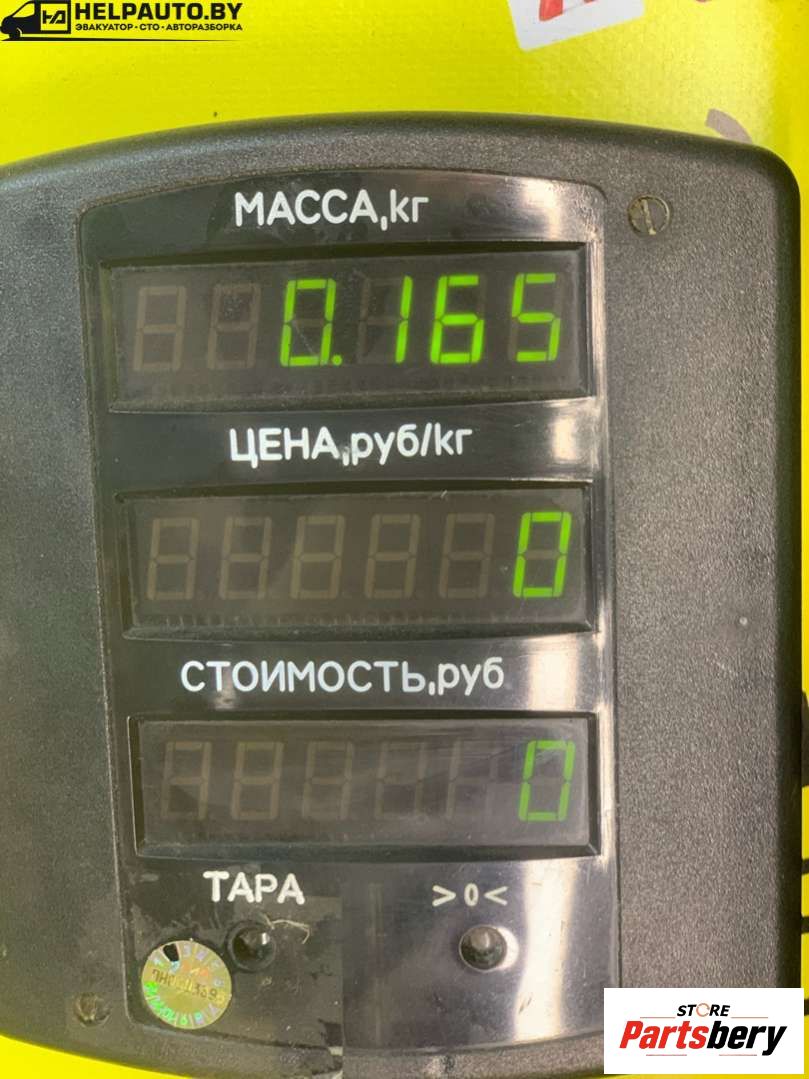 HELPAUTO.BY
ЭВАКУАТОР • СТО • АВТОРАЗБОРКА
МАССА,кг
0.165
ЦЕНА,руб/кг
0
СТОИМОСТЬ,руб
0
ТАРА >0<
STORE
Partsbery